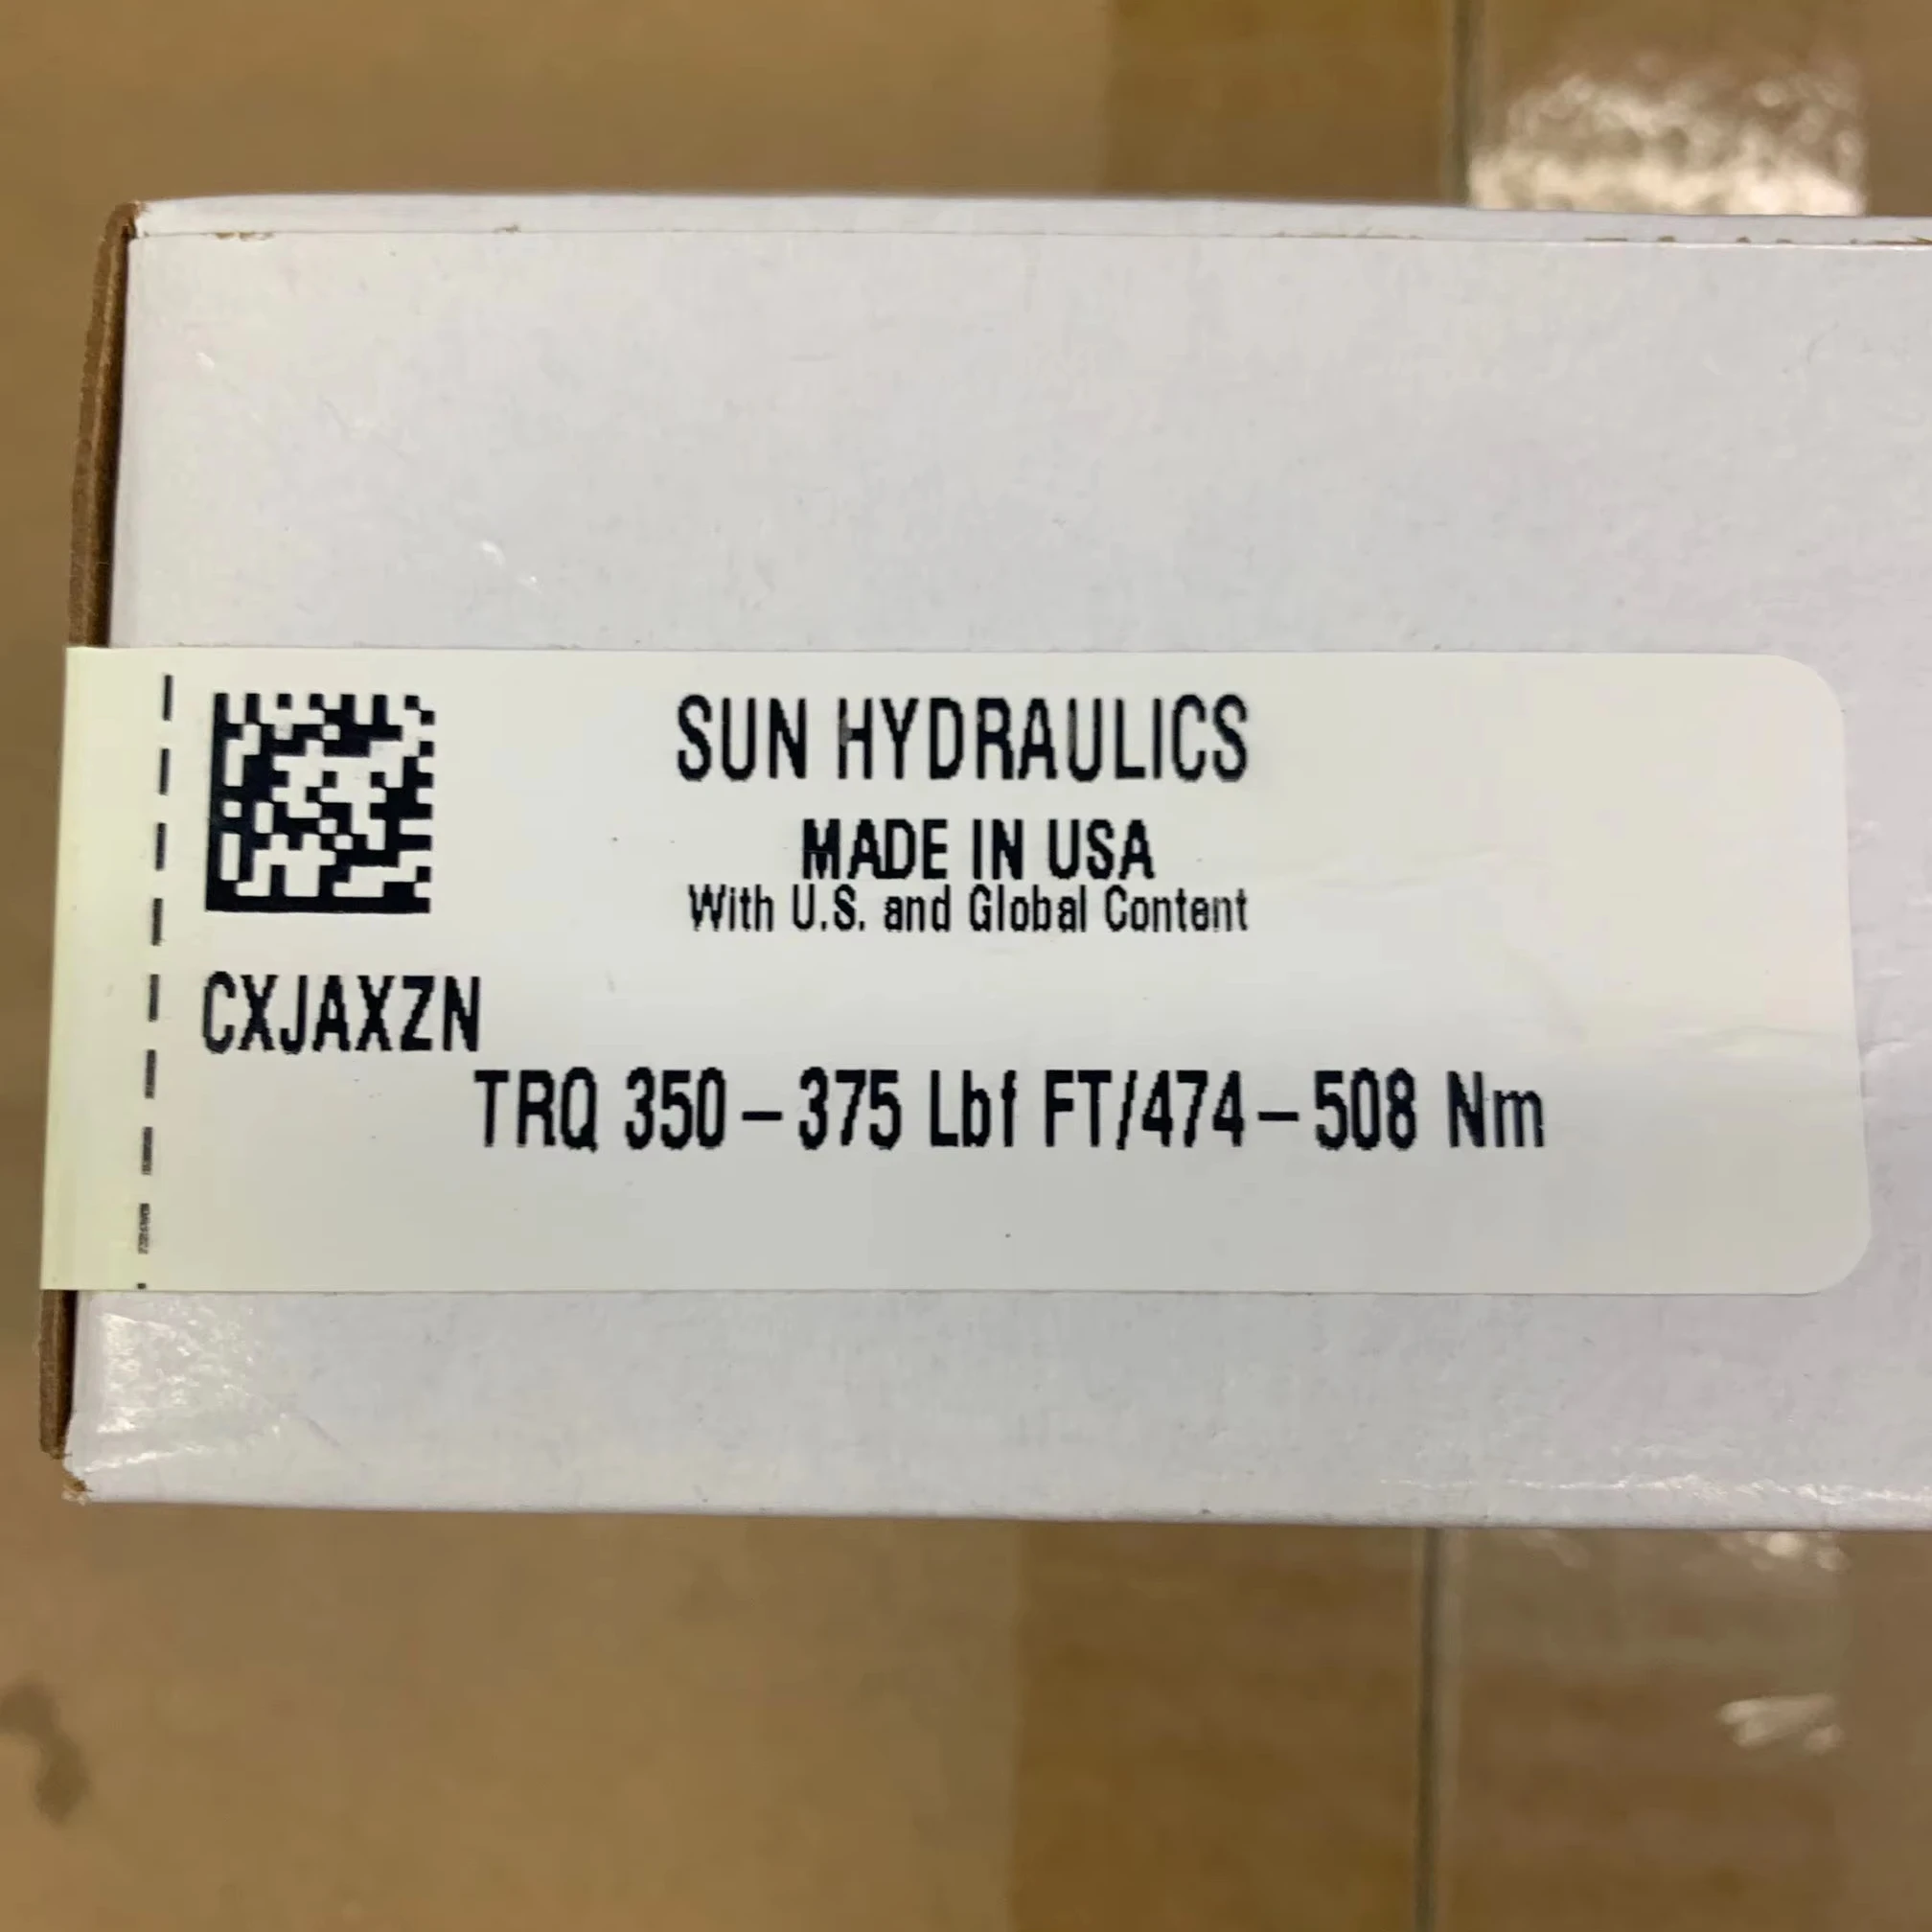 SUN HYDRAULICS
MADE IN USA
With U.S. and Global Content
CXJAXZN
TRQ 350-375 Lbf FT/474-508 Nm